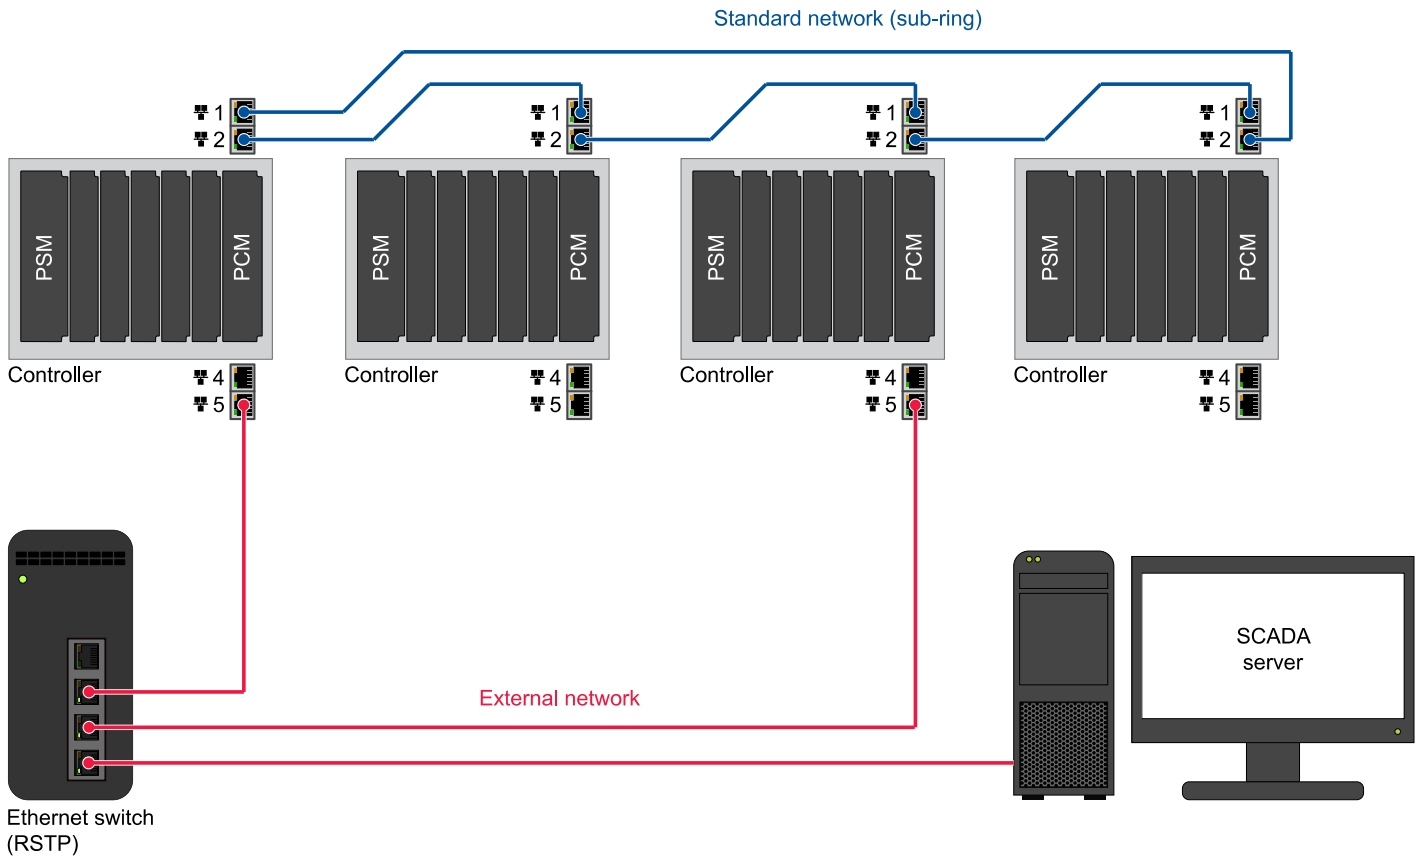 Standard network (sub-ring)
1
1
1
1
2
2
2
2
PSM
PCM
PSM
PCM
PSM
PCM
PSM
PCM
Controller
Controller
Controller
Controller
4
4
4
4
5
5
5
5
External network
SCADA
server
Ethernet switch
(RSTP)